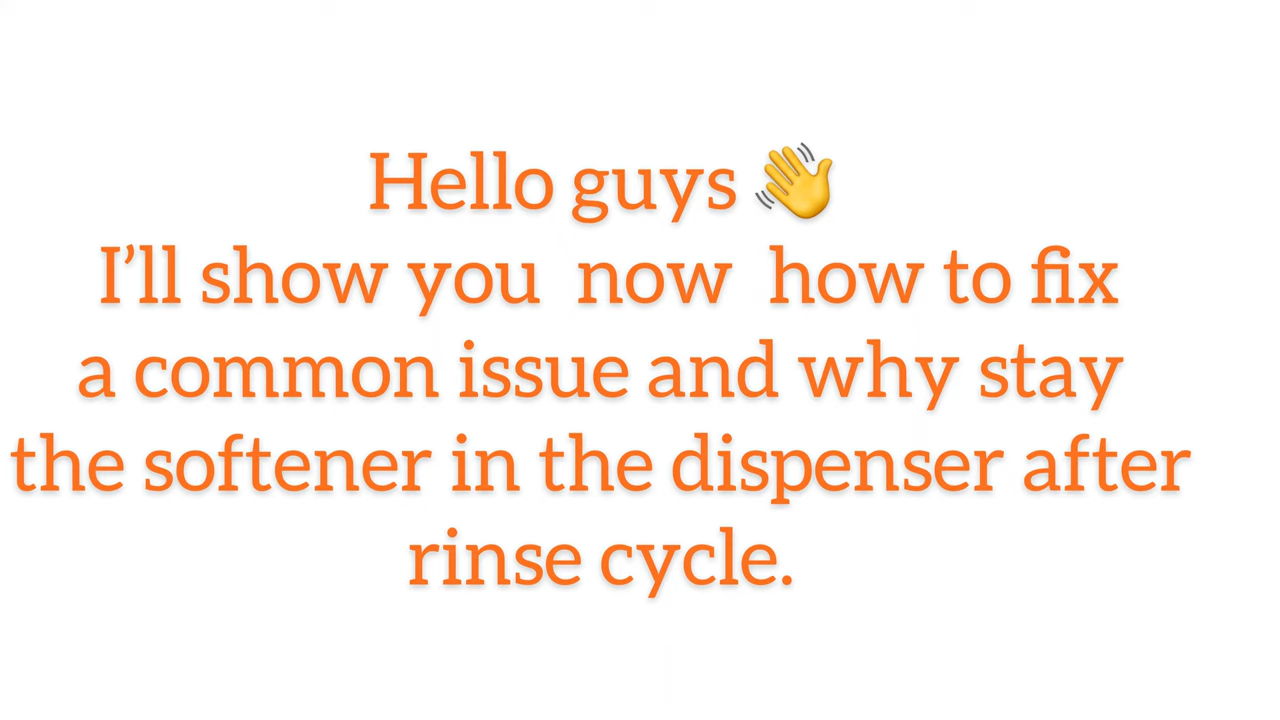 Hello guys 👋
I’ll show you  now  how to fix
a common issue and why stay
the softener in the dispenser after
rinse cycle.